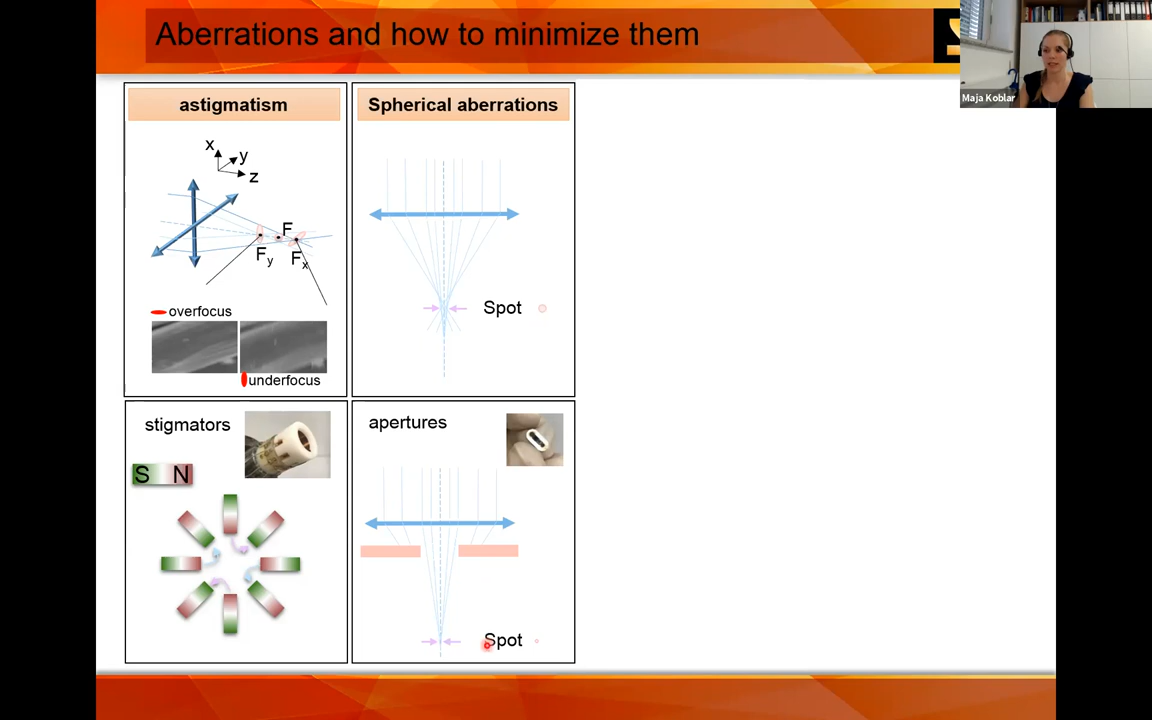 Aberrations and how to minimize them
Maja Koblar
astigmatism
Spherical aberrations
x
y
z
F
Fy
Fx
Spot
overfocus
underfocus
stigmators
apertures
S N
Spot